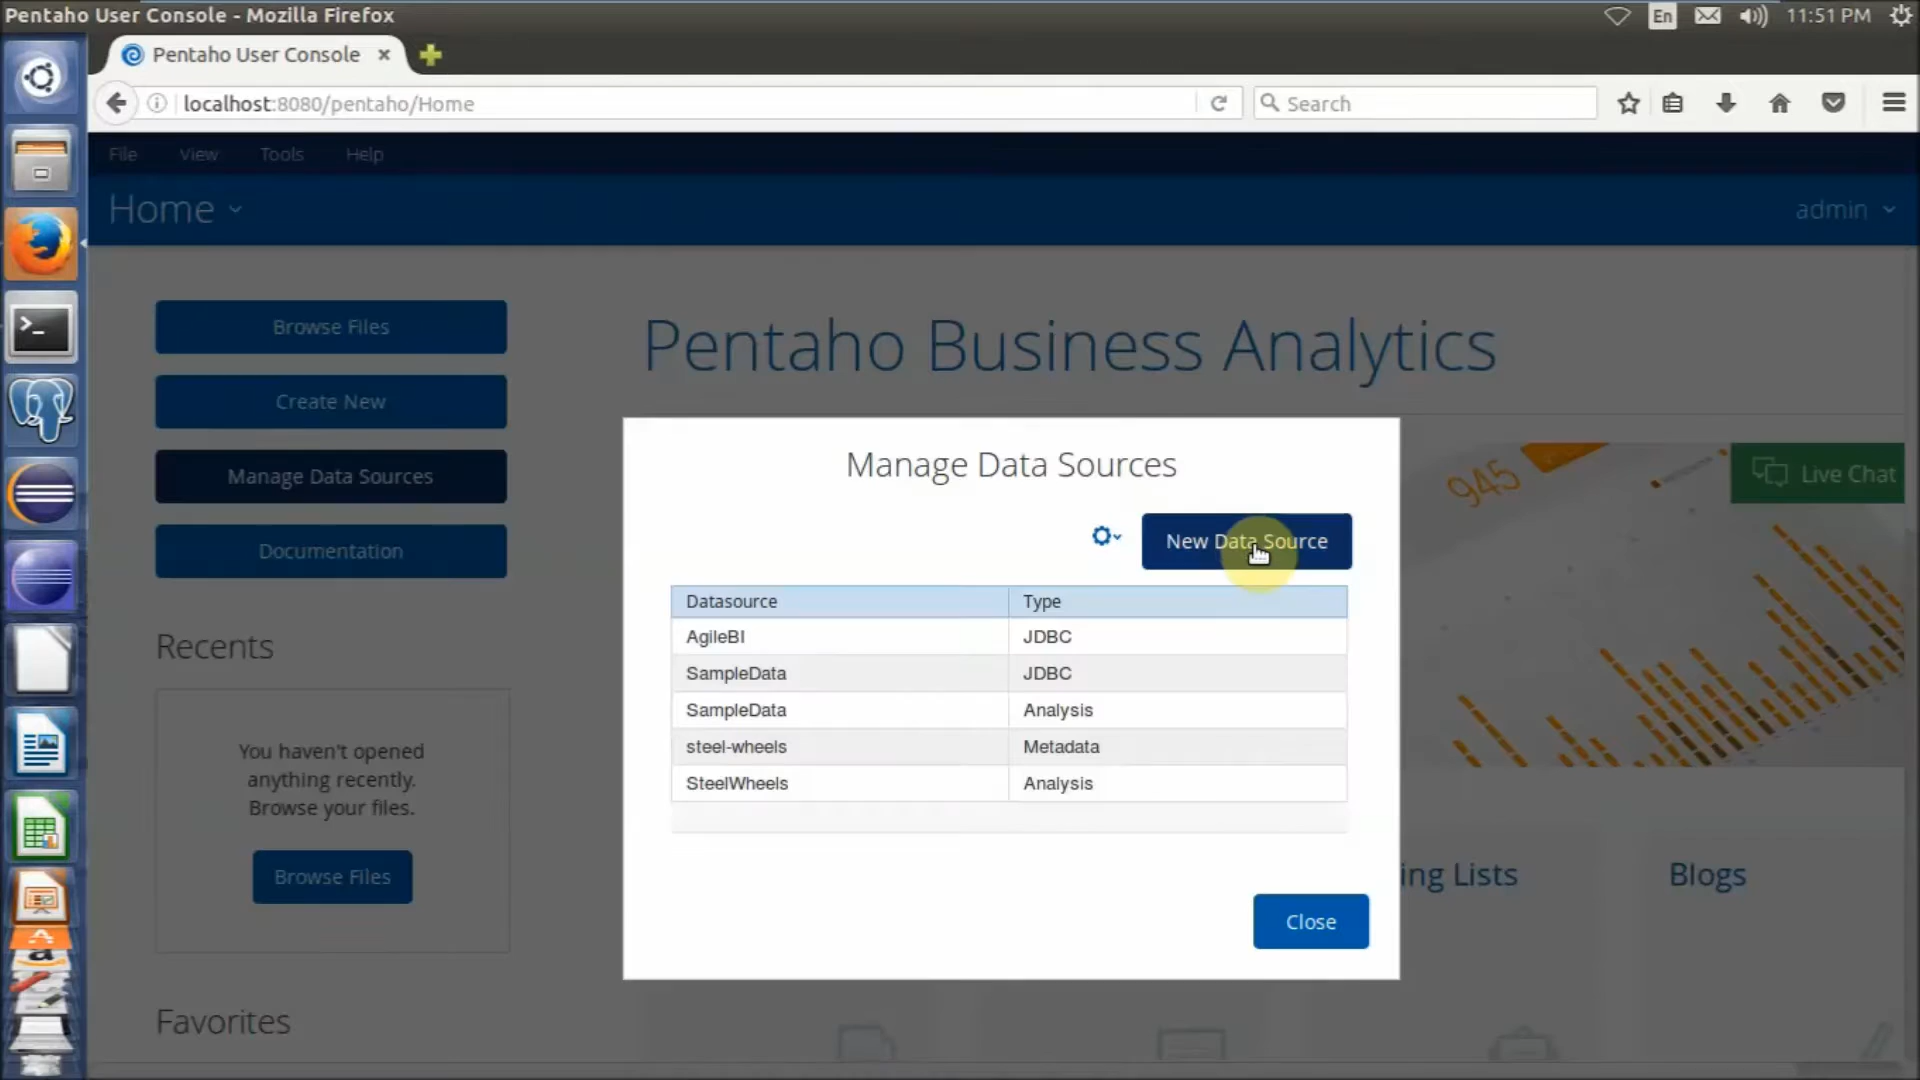 Pentaho User Console - Mozilla Firefox
En
11:51 PM
Pentaho User Console
localhost:8080/pentaho/Home
Search
File View Tools Help
Home
admin
Browse Files
Create New
Manage Data Sources
Documentation
Recents
You haven't opened
anything recently.
Browse your files.
Browse Files
Favorites
Pentaho Business Analytics
945
Live Chat
Manage Data Sources
New Data Source
Datasource Type
AgileBI JDBC
SampleData JDBC
SampleData Analysis
steel-wheels Metadata
SteelWheels Analysis
Close
ing Lists
Blogs